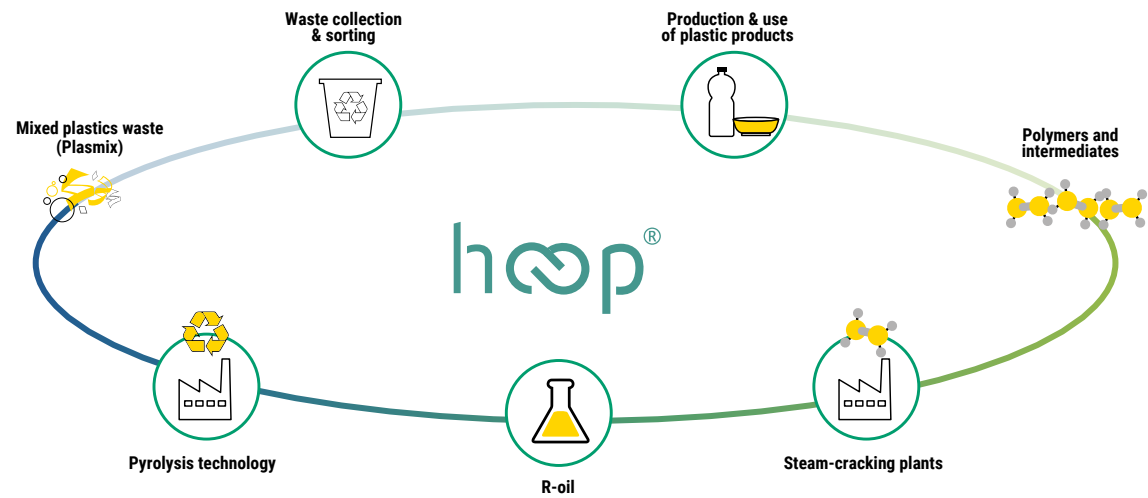 Waste collection
& sorting
Production & use
of plastic products
Mixed plastics waste
(Plasmix)
Polymers and
intermediates
hoop®
Pyrolysis technology
R-oil
Steam-cracking plants